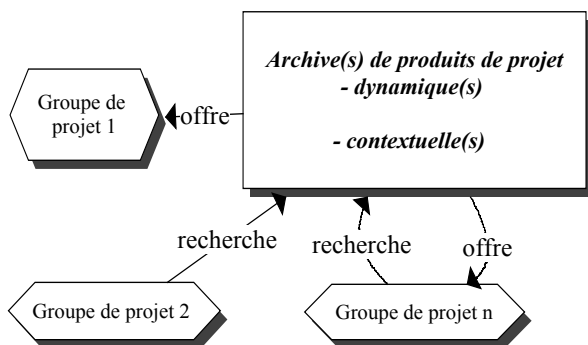 Archive(s) de produits de projet
- dynamique(s)
- contextuelle(s)
Groupe de
projet 1
offre
recherche
recherche
offre
Groupe de projet 2
Groupe de projet n